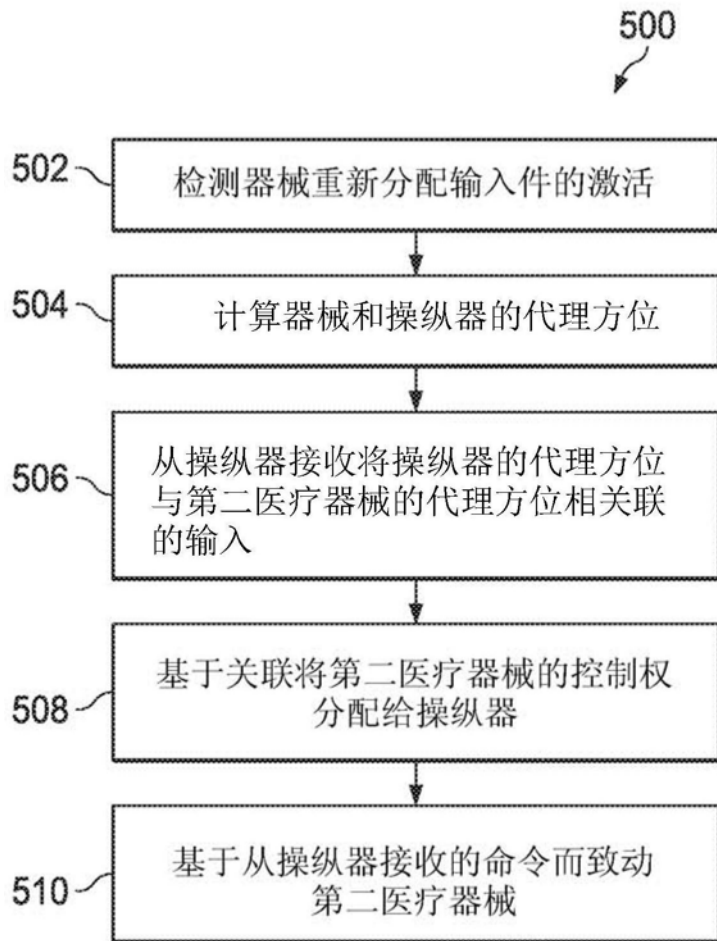 500
502
检测器械重新分配输入件的激活
504
计算器械和操纵器的代理方位
506
从操纵器接收将操纵器的代理方位
与第二医疗器械的代理方位相关联
的输入
508
基于关联将第二医疗器械的控制权
分配给操纵器
510
基于从操纵器接收的命令而致动
第二医疗器械